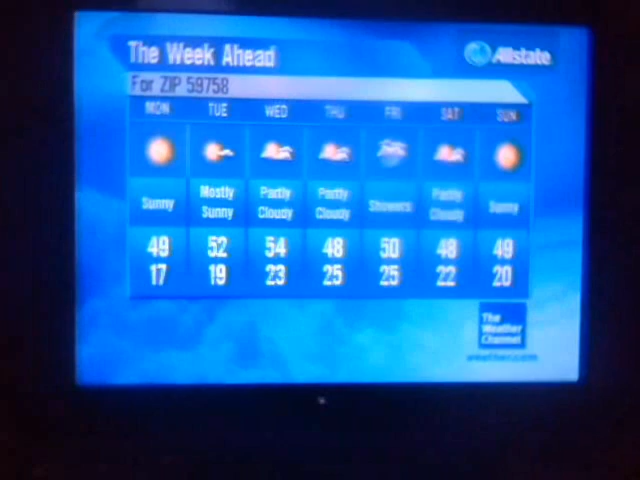 The Week Ahead
Allstate
For ZIP 59758
MON TUE WED THU FRI SAT SUN
Sunny Mostly Sunny Partly Cloudy Partly Cloudy Showers Partly Cloudy Sunny
49 52 54 48 50 48 49
17 19 23 25 25 22 20
The
Weather
Channel
weather.com